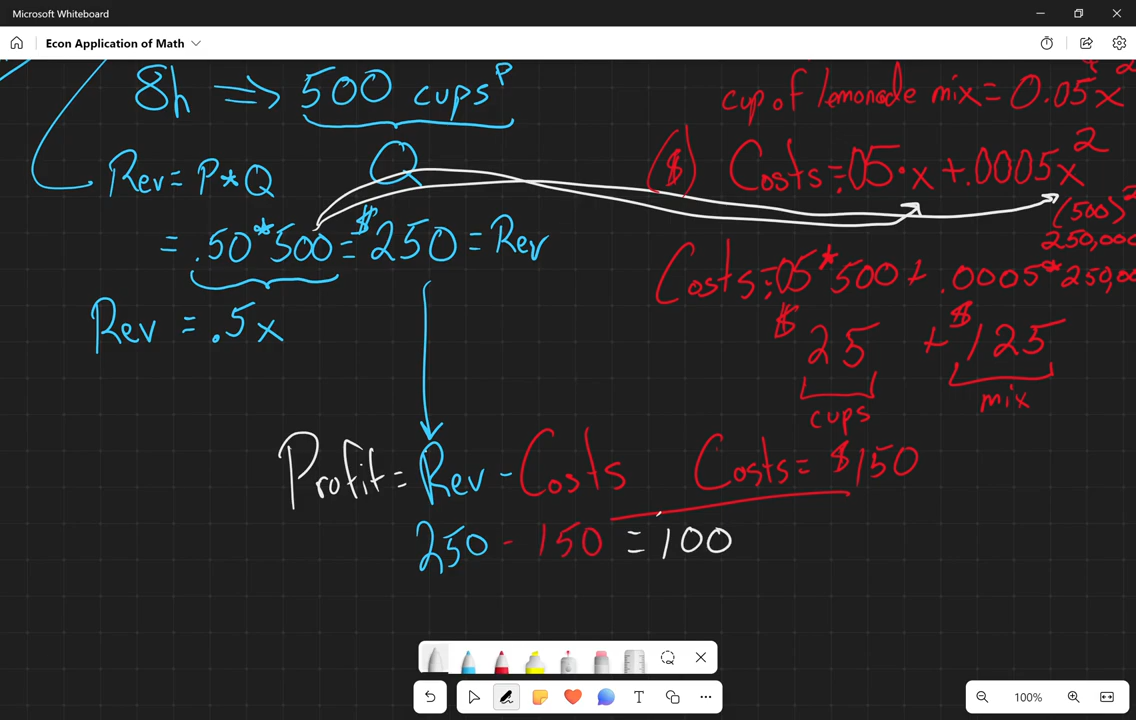 Microsoft Whiteboard
Econ Application of Math
8h ⇒ 500 cups
P
Rev = P*Q
Q
= .50*500 = $250 = Rev
Rev = .5x
cup of lemonade mix = 0.05x
($) Costs = .05·x + .0005x²
(500)²
250,000
Costs = .05*500 + .0005*250,00
$25 + $125
cups
mix
Profit = Rev - Costs
Costs = $150
250 - 150 = 100
100%